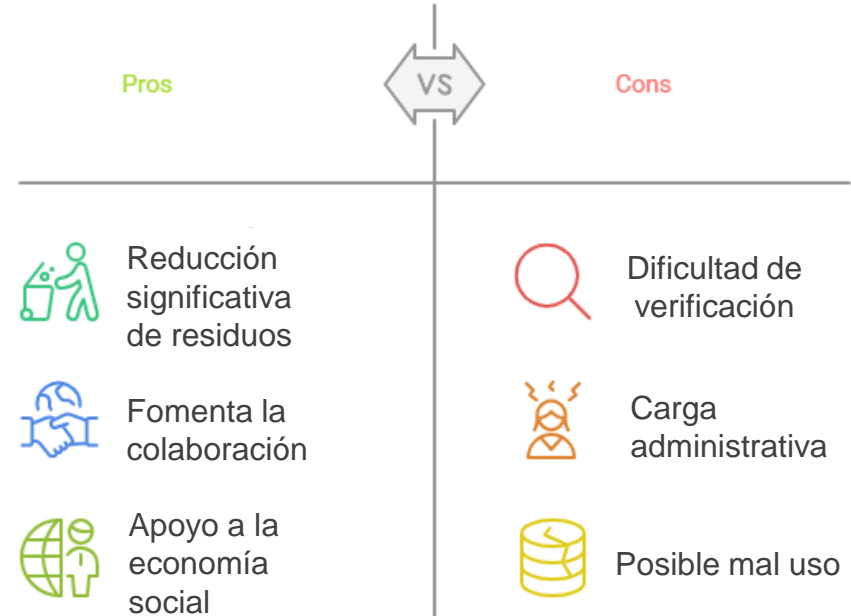 Pros
VS
Cons
Reducción
significativa
de residuos
Fomenta la
colaboración
Apoyo a la
economía
social
Dificultad de
verificación
Carga
administrativa
Posible mal uso